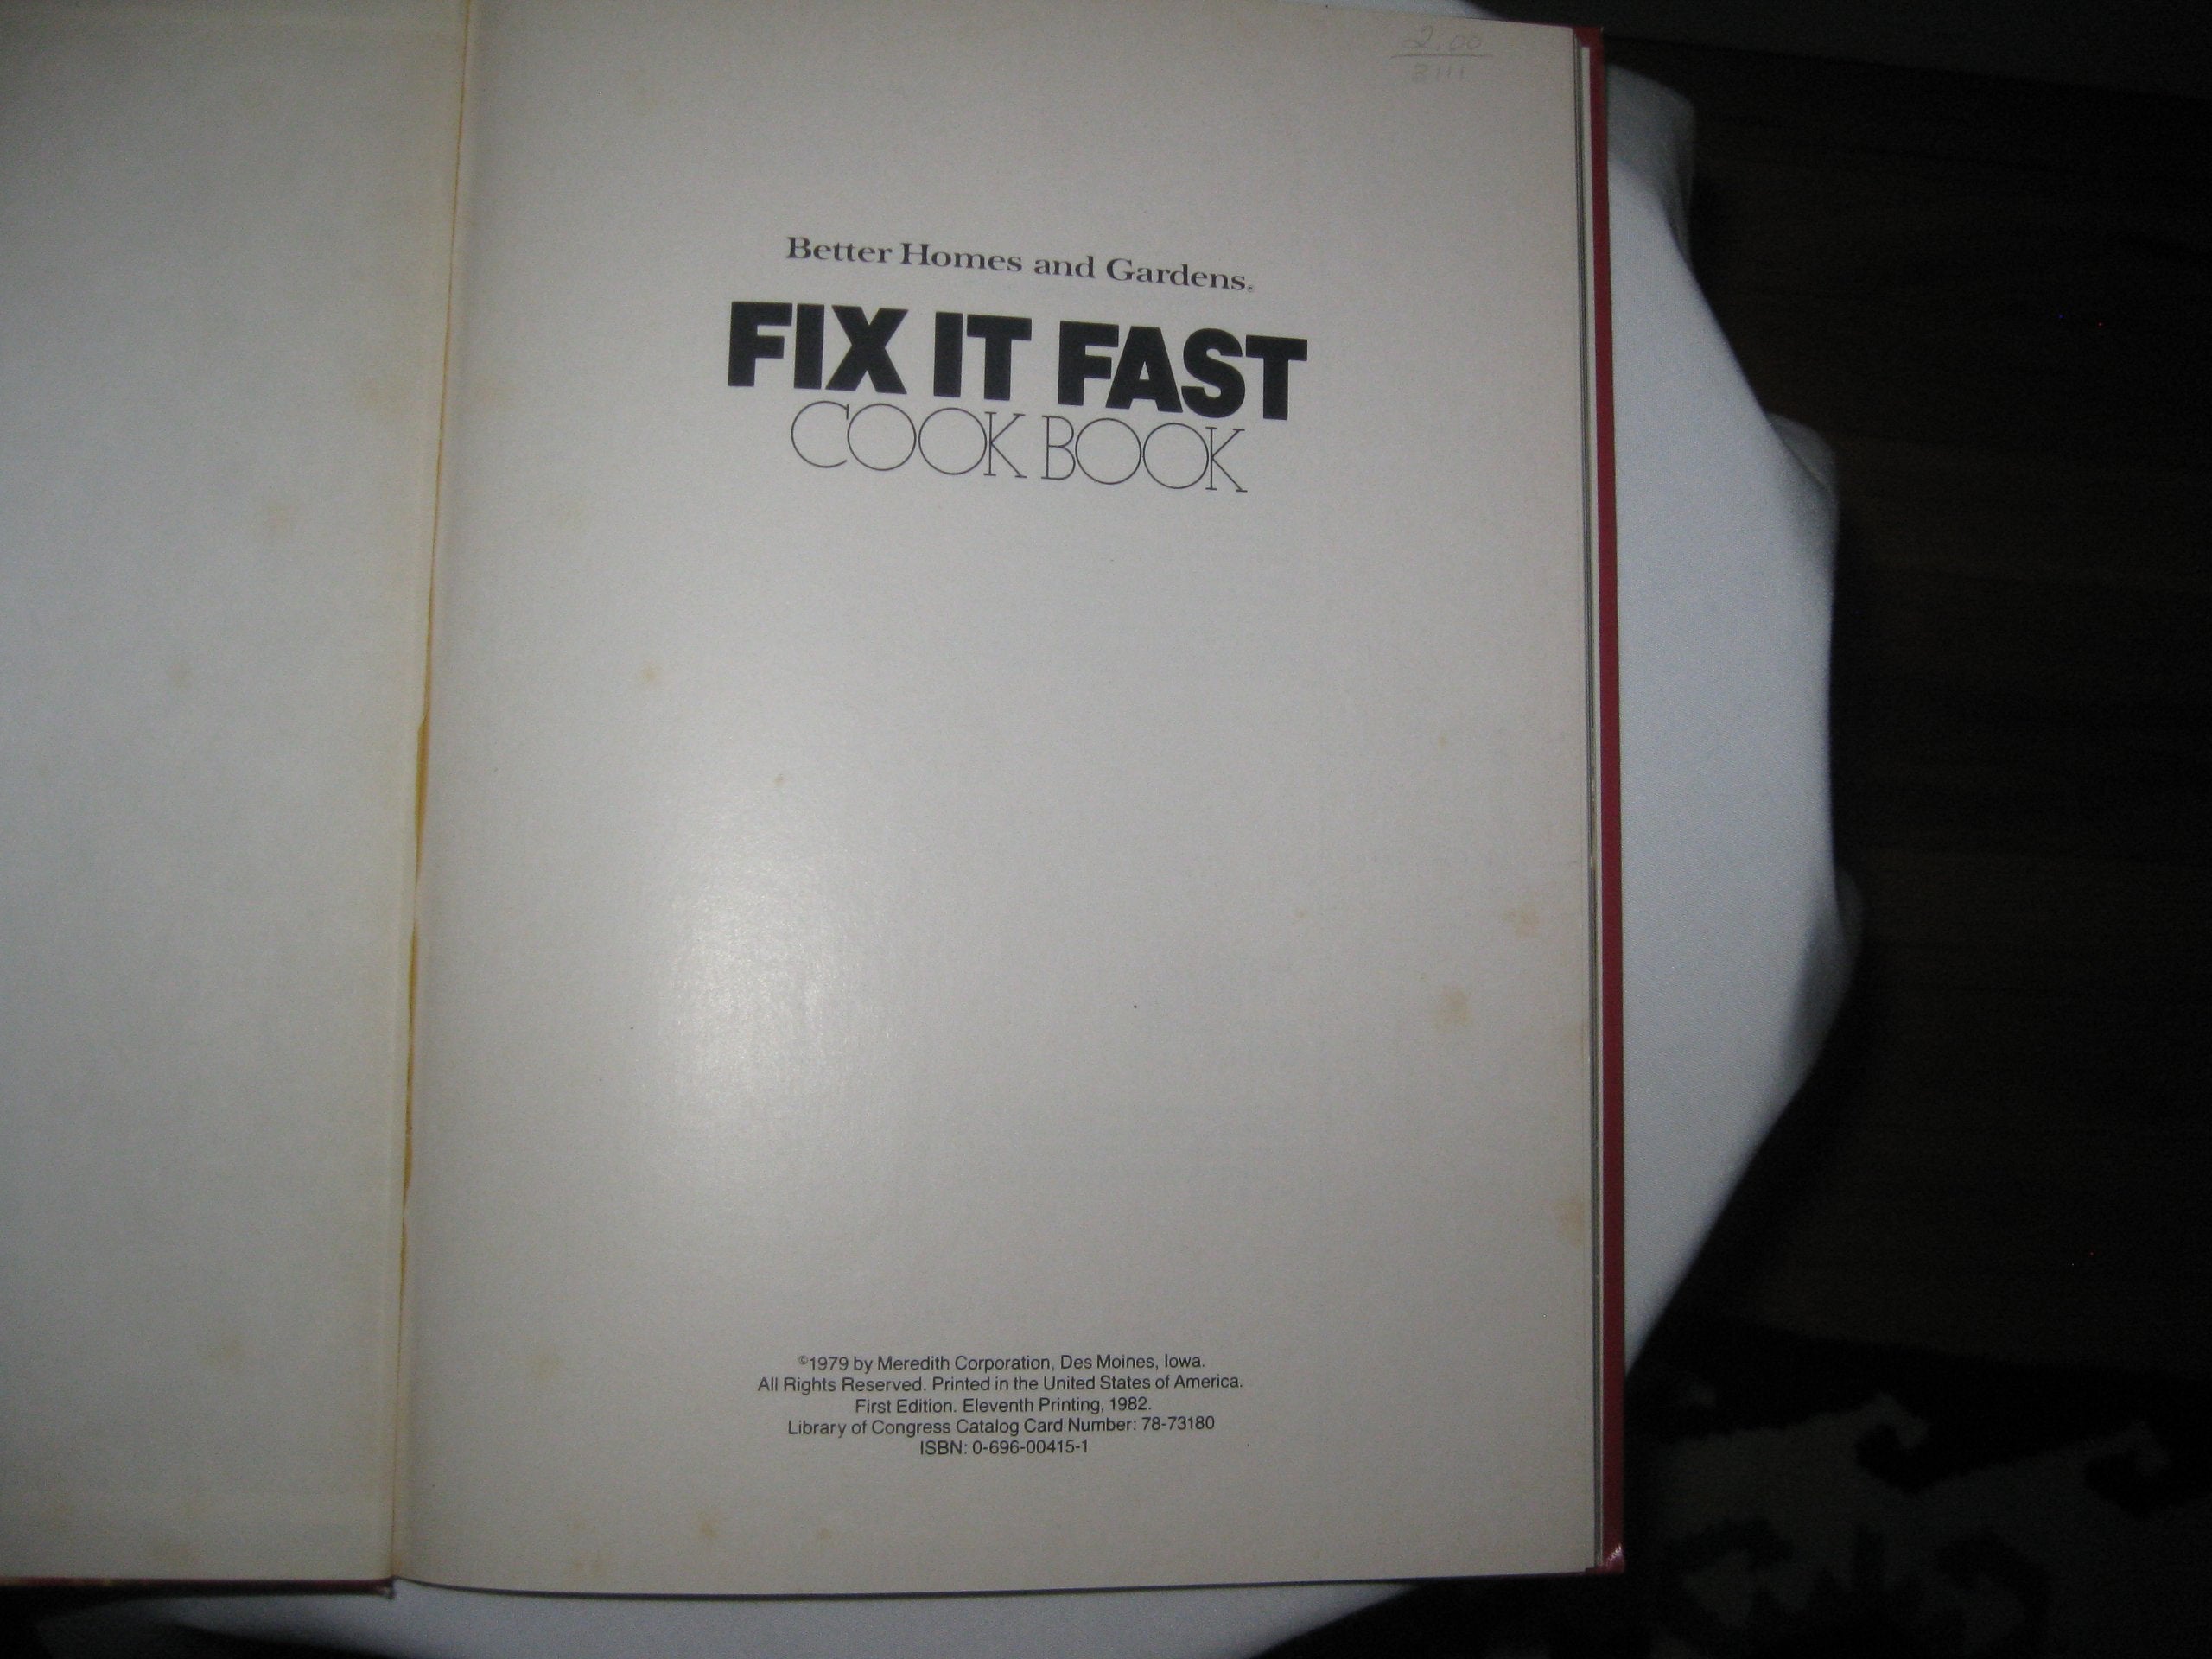 2.00
Better Homes and Gardens®
FIX IT FAST
COOK BOOK
©1979 by Meredith Corporation, Des Moines, Iowa.
All Rights Reserved. Printed in the United States of America.
First Edition. Eleventh Printing, 1982.
Library of Congress Catalog Card Number: 78-73180
ISBN: 0-696-00415-1